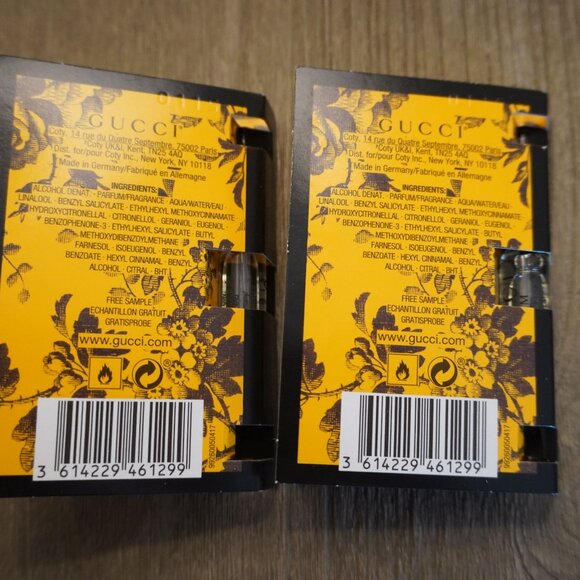 GUCCI
Coty, 14 rue du Quatre Septembre, 75002 Paris
*Coty UK&I, Kent, TN25 4AQ
Dist. for/pour Coty Inc., New York, NY 10118
Made in Germany/Fabriqué en Allemagne
INGREDIENTS:
ALCOHOL DENAT. · PARFUM/FRAGRANCE · AQUA/WATER/EAU ·
LINALOOL · BENZYL SALICYLATE · ETHYLHEXYL METHOXYCINNAMATE
· HYDROXYCITRONELLAL · CITRONELLOL · GERANIOL · EUGENOL ·
BENZOPHENONE-3 · ETHYLHEXYL SALICYLATE · BUTYL
METHOXYDIBENZOYLMETHANE
FARNESOL · ISOEUGENOL · BENZYL
BENZOATE · HEXYL CINNAMAL · BENZYL
ALCOHOL · CITRAL · BHT
FREE SAMPLE
ECHANTILLON GRATUIT
GRATISPROBE
www.gucci.com
3 614229 461299
99350050417
GUCCI
Coty, 14 rue du Quatre Septembre, 75002 Paris
*Coty UK&I, Kent, TN25 4AQ
Dist. for/pour Coty Inc., New York, NY 10118
Made in Germany/Fabriqué en Allemagne
INGREDIENTS:
ALCOHOL DENAT. · PARFUM/FRAGRANCE · AQUA/WATER/EAU ·
LINALOOL · BENZYL SALICYLATE · ETHYLHEXYL METHOXYCINNAMATE
· HYDROXYCITRONELLAL · CITRONELLOL · GERANIOL · EUGENOL ·
BENZOPHENONE-3 · ETHYLHEXYL SALICYLATE · BUTYL
METHOXYDIBENZOYLMETHANE
FARNESOL · ISOEUGENOL · BENZYL
BENZOATE · HEXYL CINNAMAL · BENZYL
ALCOHOL · CITRAL · BHT
FREE SAMPLE
ECHANTILLON GRATUIT
GRATISPROBE
www.gucci.com
3 614229 461299
99350050417